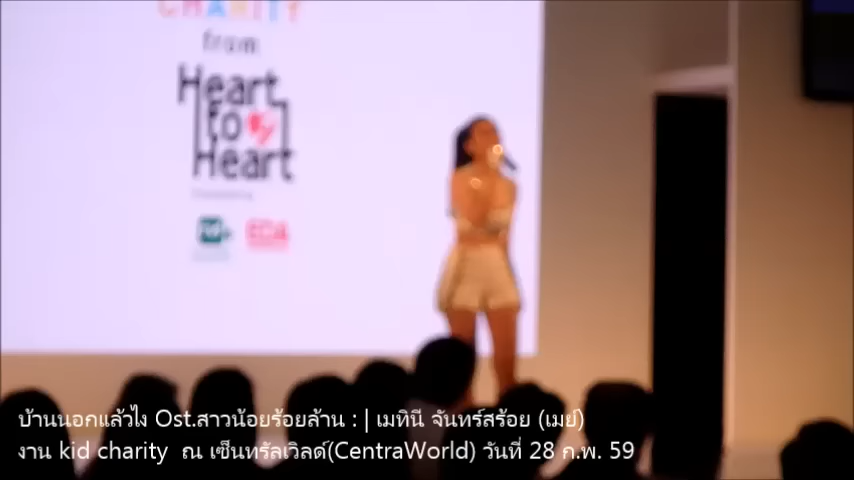 CHARITY
from
Heart
to
Heart
EDA
บ้านนอกแล้วไง Ost.สาวน้อยร้อยล้าน : | เมทินี จันทร์สร้อย (เมย์)
งาน kid charity ณ เซ็นทรัลเวิลด์(CentraWorld) วันที่ 28 ก.พ. 59